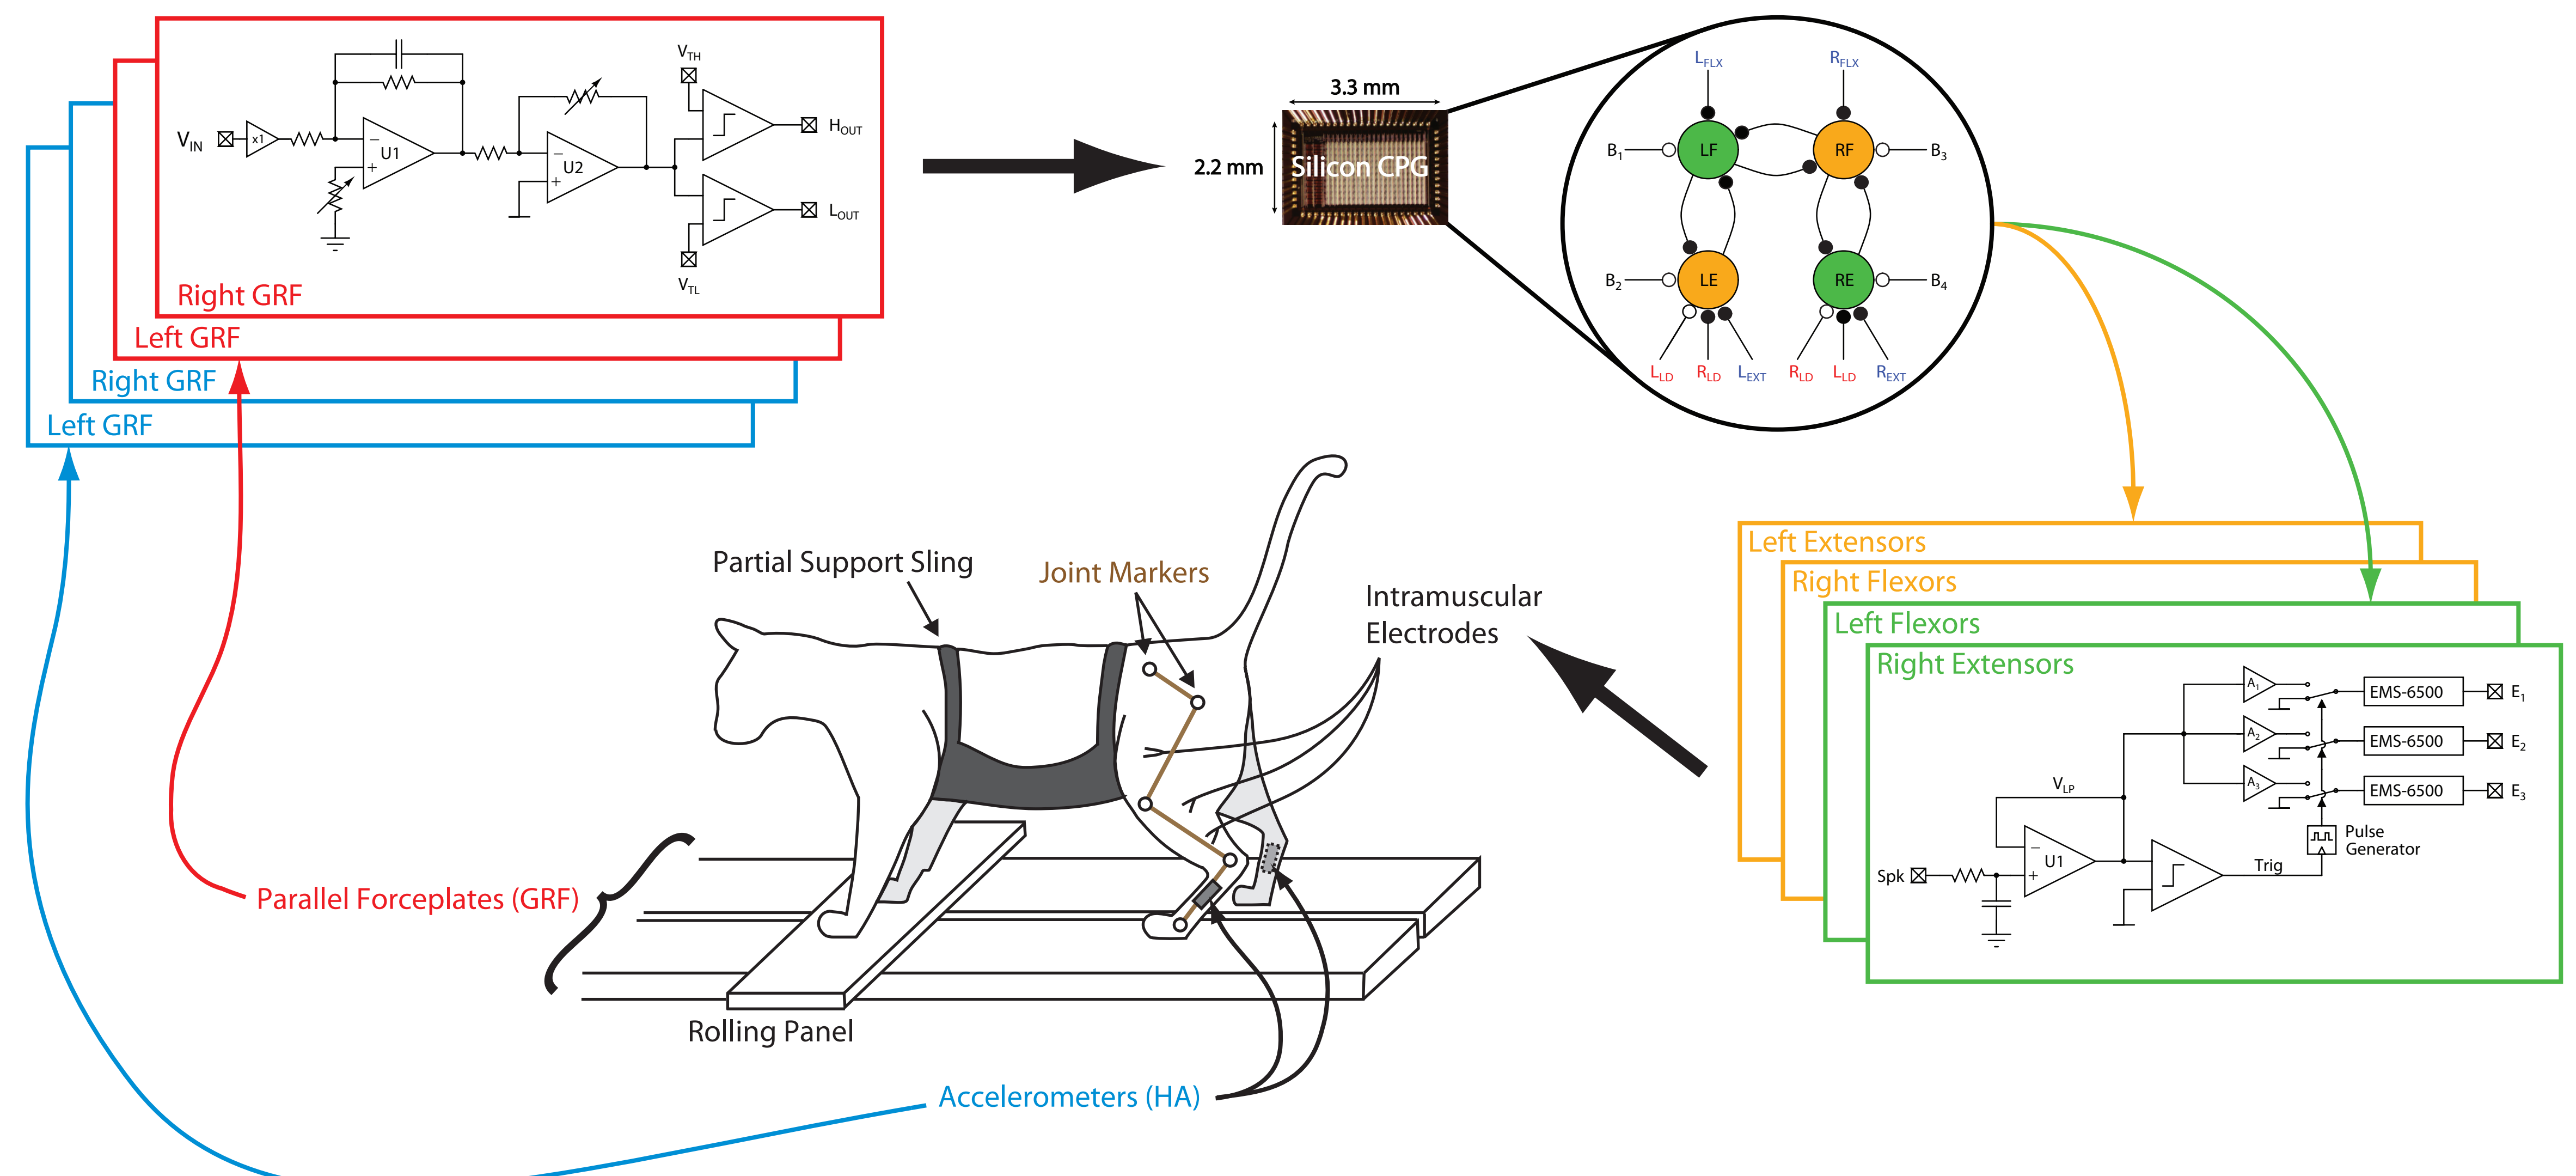 V_IN
x1
U1
U2
V_TH
H_OUT
L_OUT
V_TL
Right GRF
Left GRF
Right GRF
Left GRF
3.3 mm
2.2 mm
Silicon CPG
L_FLX
R_FLX
B_1
LF
RF
B_3
B_2
LE
RE
B_4
L_LD
R_LD
L_EXT
R_LD
L_LD
R_EXT
Partial Support Sling
Joint Markers
Intramuscular
Electrodes
Parallel Forceplates (GRF)
Rolling Panel
Accelerometers (HA)
Left Extensors
Right Flexors
Left Flexors
Right Extensors
A_1
EMS-6500
E_1
A_2
EMS-6500
E_2
A_3
EMS-6500
E_3
V_LP
Pulse
Generator
U1
Trig
Spk